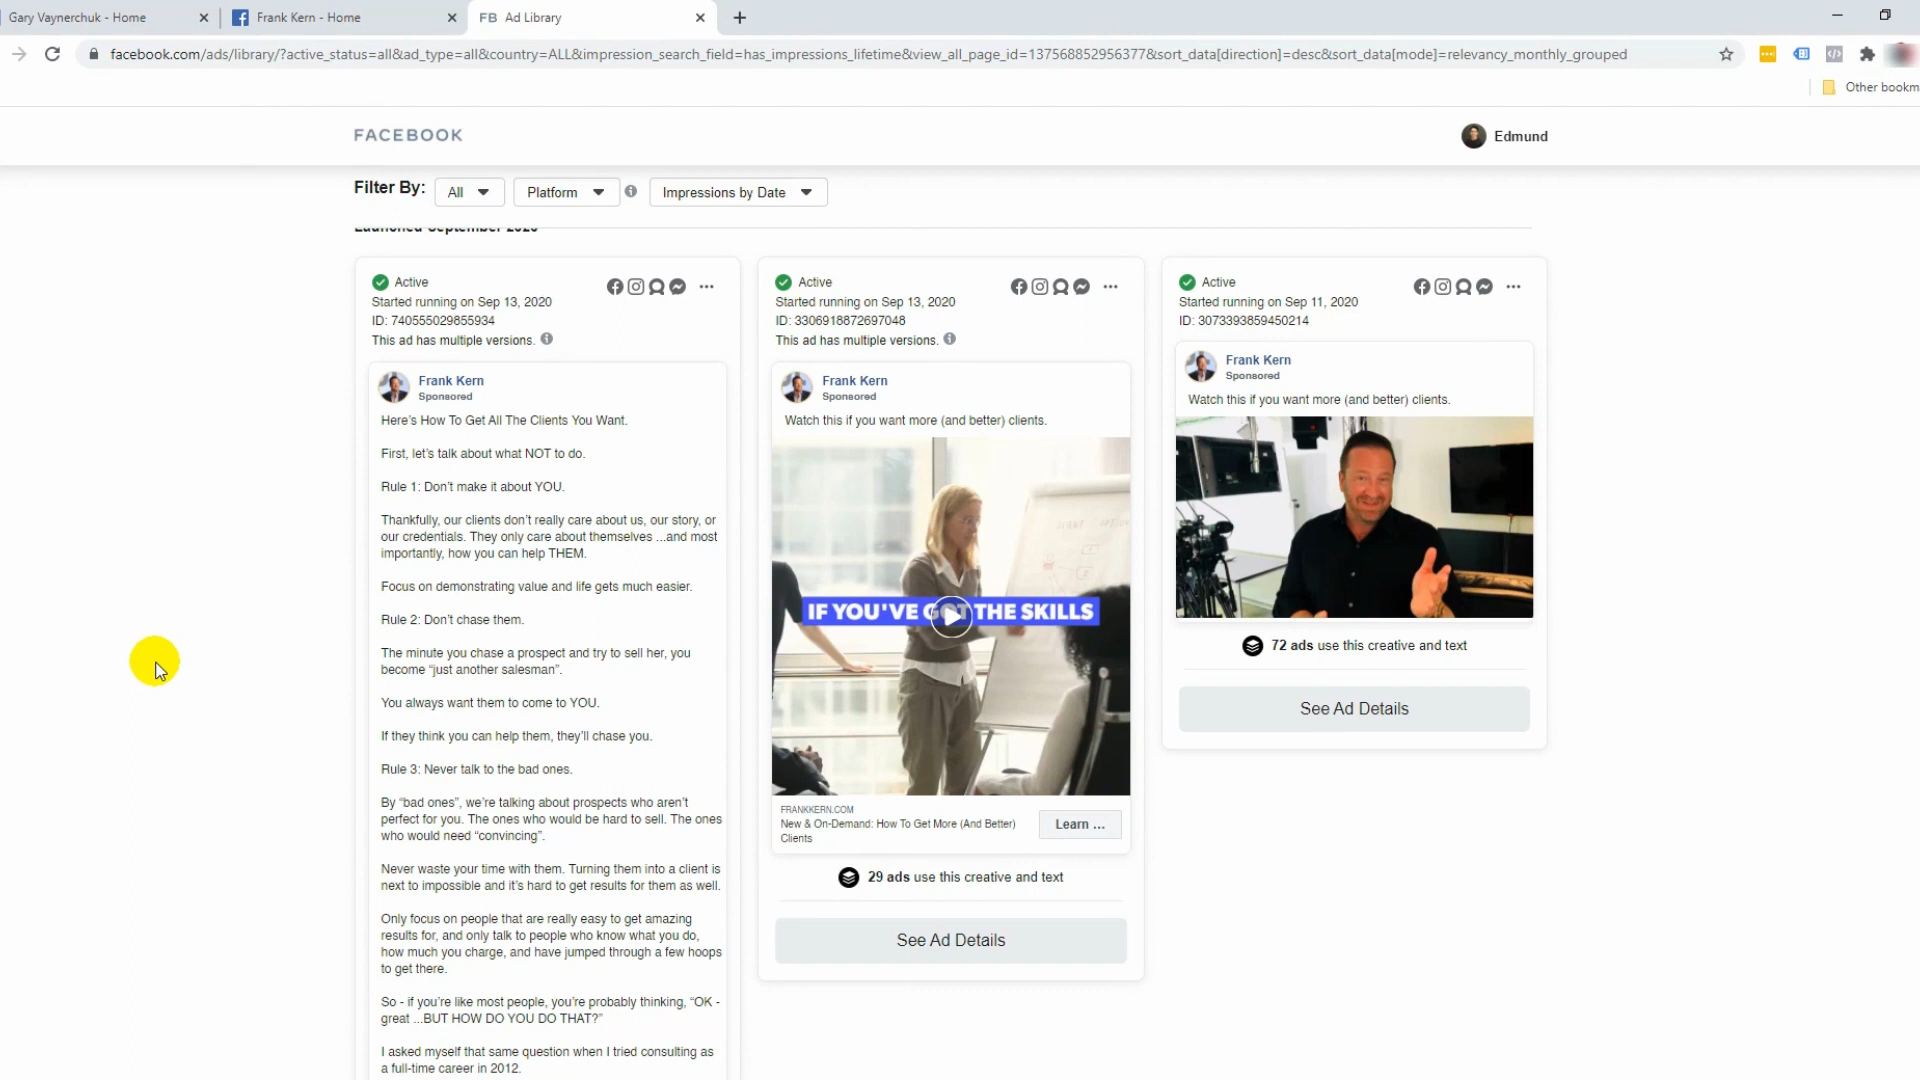 Gary Vaynerchuk - Home
Frank Kern - Home
FB Ad Library
facebook.com/ads/library/?active_status=all&ad_type=all&country=ALL&impression_search_field=has_impressions_lifetime&view_all_page_id=137568852956377&sort_data[direction]=desc&sort_data[mode]=relevancy_monthly_grouped
Other bookm
FACEBOOK
Edmund
Filter By:
All
Platform
Impressions by Date
Launched September 2020
Active
Started running on Sep 13, 2020
ID: 740555029855934
This ad has multiple versions.
Frank Kern
Sponsored
Here's How To Get All The Clients You Want.
First, let's talk about what NOT to do.
Rule 1: Don't make it about YOU.
Thankfully, our clients don't really care about us, our story, or
our credentials. They only care about themselves ...and most
importantly, how you can help THEM.
Focus on demonstrating value and life gets much easier.
Rule 2: Don't chase them.
The minute you chase a prospect and try to sell her, you
become “just another salesman”.
You always want them to come to YOU.
If they think you can help them, they'll chase you.
Rule 3: Never talk to the bad ones.
By “bad ones”, we're talking about prospects who aren't
perfect for you. The ones who would be hard to sell. The ones
who would need “convincing”.
Never waste your time with them. Turning them into a client is
next to impossible and it's hard to get results for them as well.
Only focus on people that are really easy to get amazing
results for, and only talk to people who know what you do,
how much you charge, and have jumped through a few hoops
to get there.
So - if you're like most people, you're probably thinking, “OK -
great ...BUT HOW DO YOU DO THAT?”
I asked myself that same question when I tried consulting as
a full-time career in 2012.
Active
Started running on Sep 13, 2020
ID: 3306918872697048
This ad has multiple versions.
Frank Kern
Sponsored
Watch this if you want more (and better) clients.
IF YOU'VE GOT THE SKILLS
FRANKKERN.COM
New & On-Demand: How To Get More (And Better)
Clients
Learn ...
29 ads use this creative and text
See Ad Details
Active
Started running on Sep 11, 2020
ID: 3073393859450214
Frank Kern
Sponsored
Watch this if you want more (and better) clients.
72 ads use this creative and text
See Ad Details